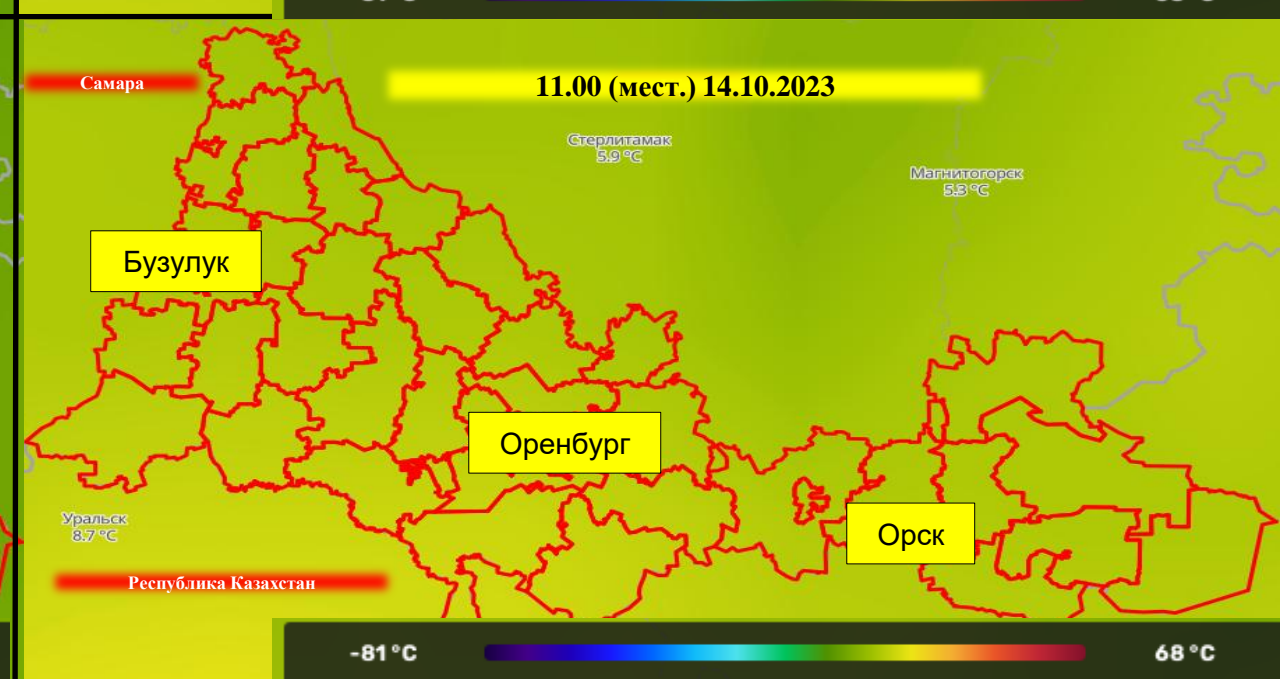 Самара
11.00 (мест.) 14.10.2023
Стерлитамак
5.9 °C
Магнитогорск
5.3 °C
Бузулук
Оренбург
Уральск
8.7 °C
Орск
Республика Казахстан
-81 °C
68 °C